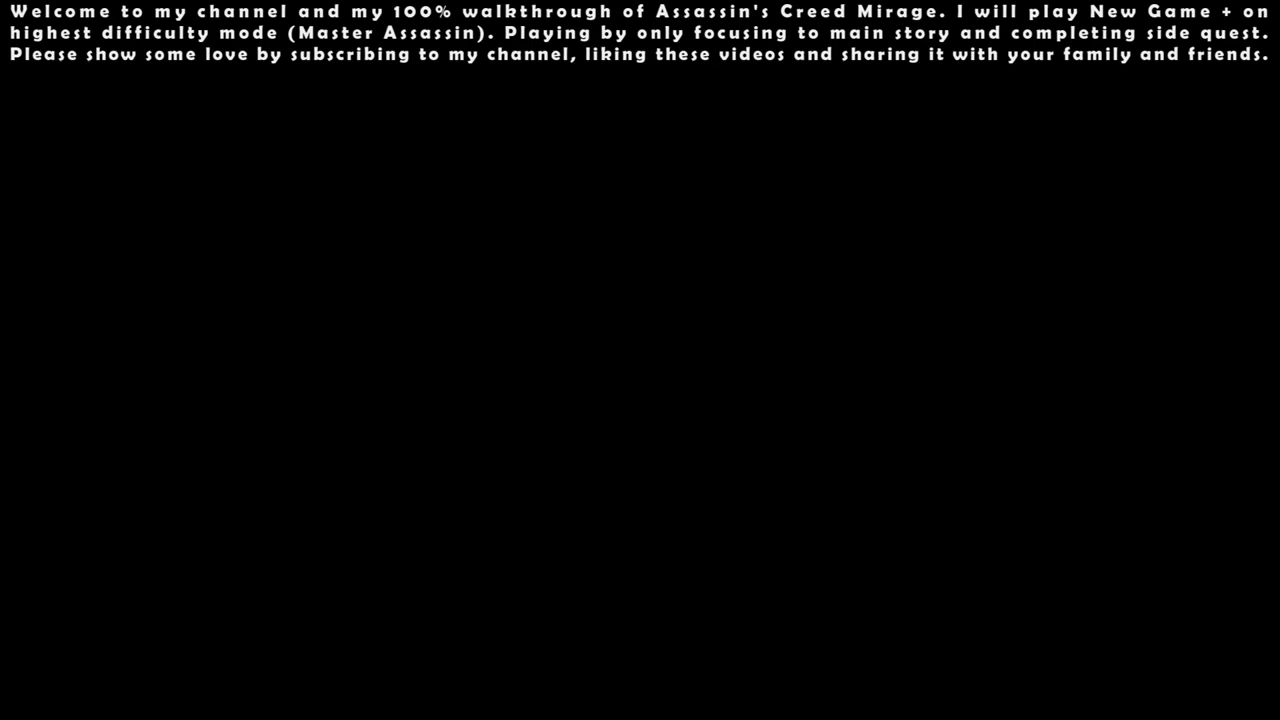 Welcome to my channel and my 100% walkthrough of Assassin's Creed Mirage. I will play New Game + on
highest difficulty mode (Master Assassin). Playing by only focusing to main story and completing side quest.
Please show some love by subscribing to my channel, liking these videos and sharing it with your family and friends.